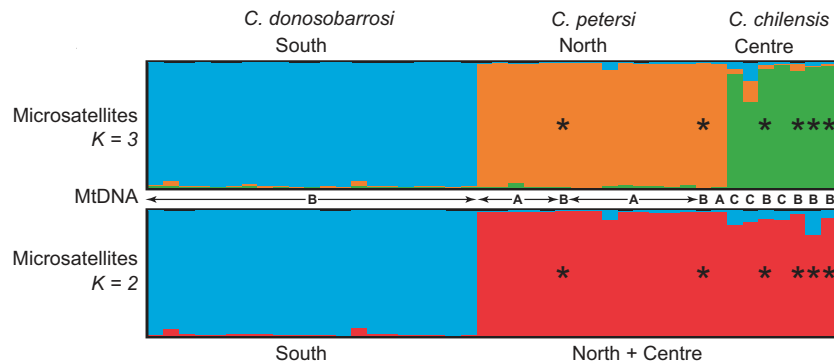 C. donosobarrosi C. petersi C. chilensis
South North Centre
Microsatellites
K = 3
* * * * * *
MtDNA B A B A B A C C B C B B B
Microsatellites
K = 2
* * * * * *
South North + Centre